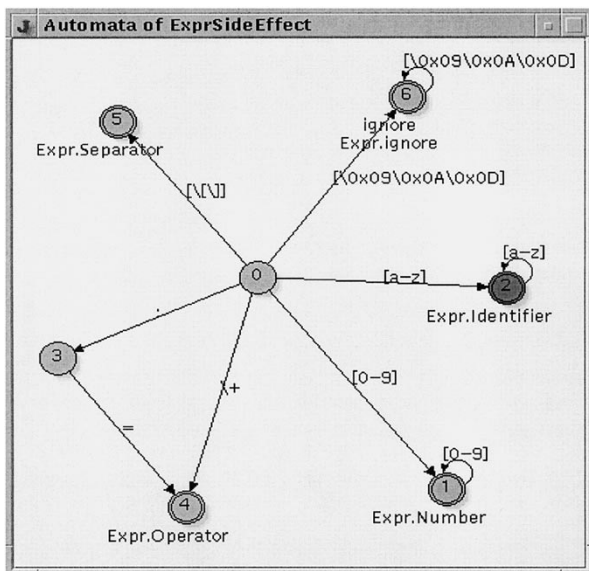 Automata of ExprSideEffect
[\0x09\0x0A\0x0D]
6
5
ignore
Expr.ignore
Expr.Separator
[\[\]]
[\0x09\0x0A\0x0D]
[a-z]
0
[a-z]
2
Expr.Identifier
3
[0-9]
\+
=
[0-9]
1
4
Expr.Number
Expr.Operator